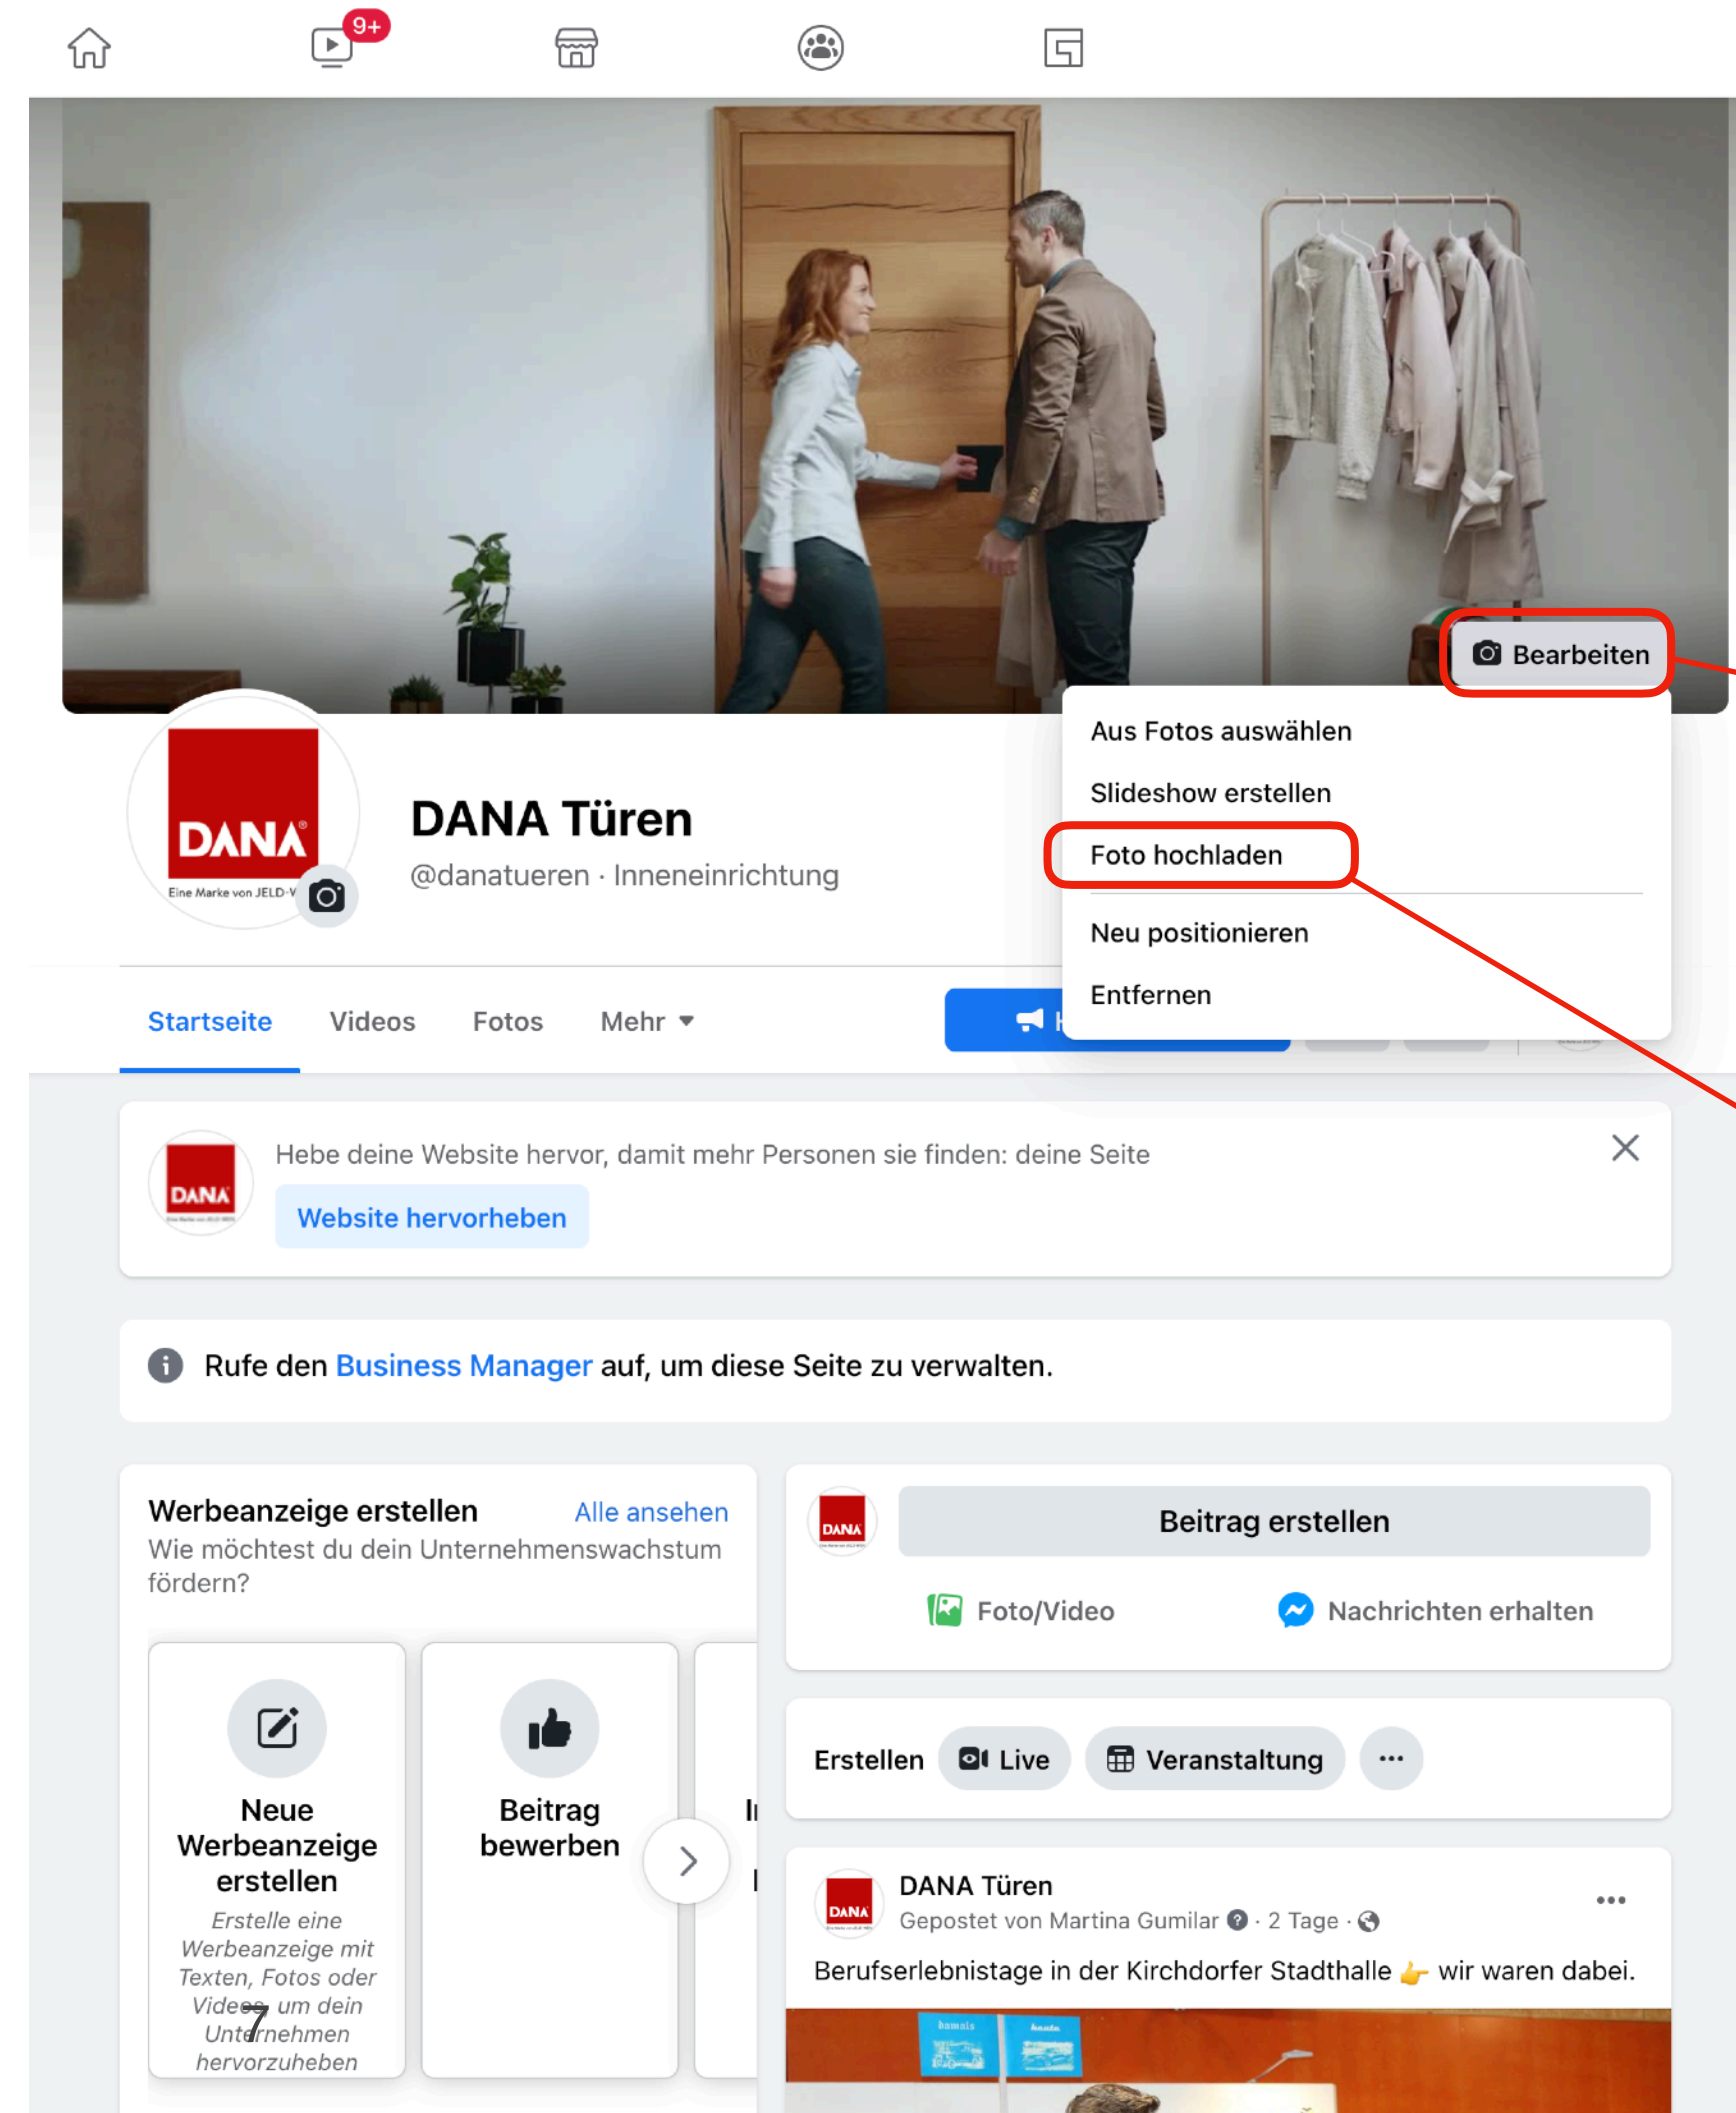 9+
Bearbeiten
Aus Fotos auswählen
Slideshow erstellen
Foto hochladen
Neu positionieren
Entfernen
DANA®
Eine Marke von JELD-W
DANA Türen
@danatueren · Inneneinrichtung
Startseite
Videos
Fotos
Mehr
H
DANA
Hebe deine Website hervor, damit mehr Personen sie finden: deine Seite
Website hervorheben
Rufe den Business Manager auf, um diese Seite zu verwalten.
Werbeanzeige erstellen
Alle ansehen
Wie möchtest du dein Unternehmenswachstum
fördern?
Neue
Werbeanzeige
erstellen
Erstelle eine
Werbeanzeige mit
Texten, Fotos oder
Videos, um dein
Unternehmen
hervorzuheben
7
Beitrag
bewerben
DANA
Beitrag erstellen
Foto/Video
Nachrichten erhalten
Erstellen
Live
Veranstaltung
DANA
DANA Türen
Gepostet von Martina Gumilar · 2 Tage ·
Berufserlebnistage in der Kirchdorfer Stadthalle 👉 wir waren dabei.
damals
heute